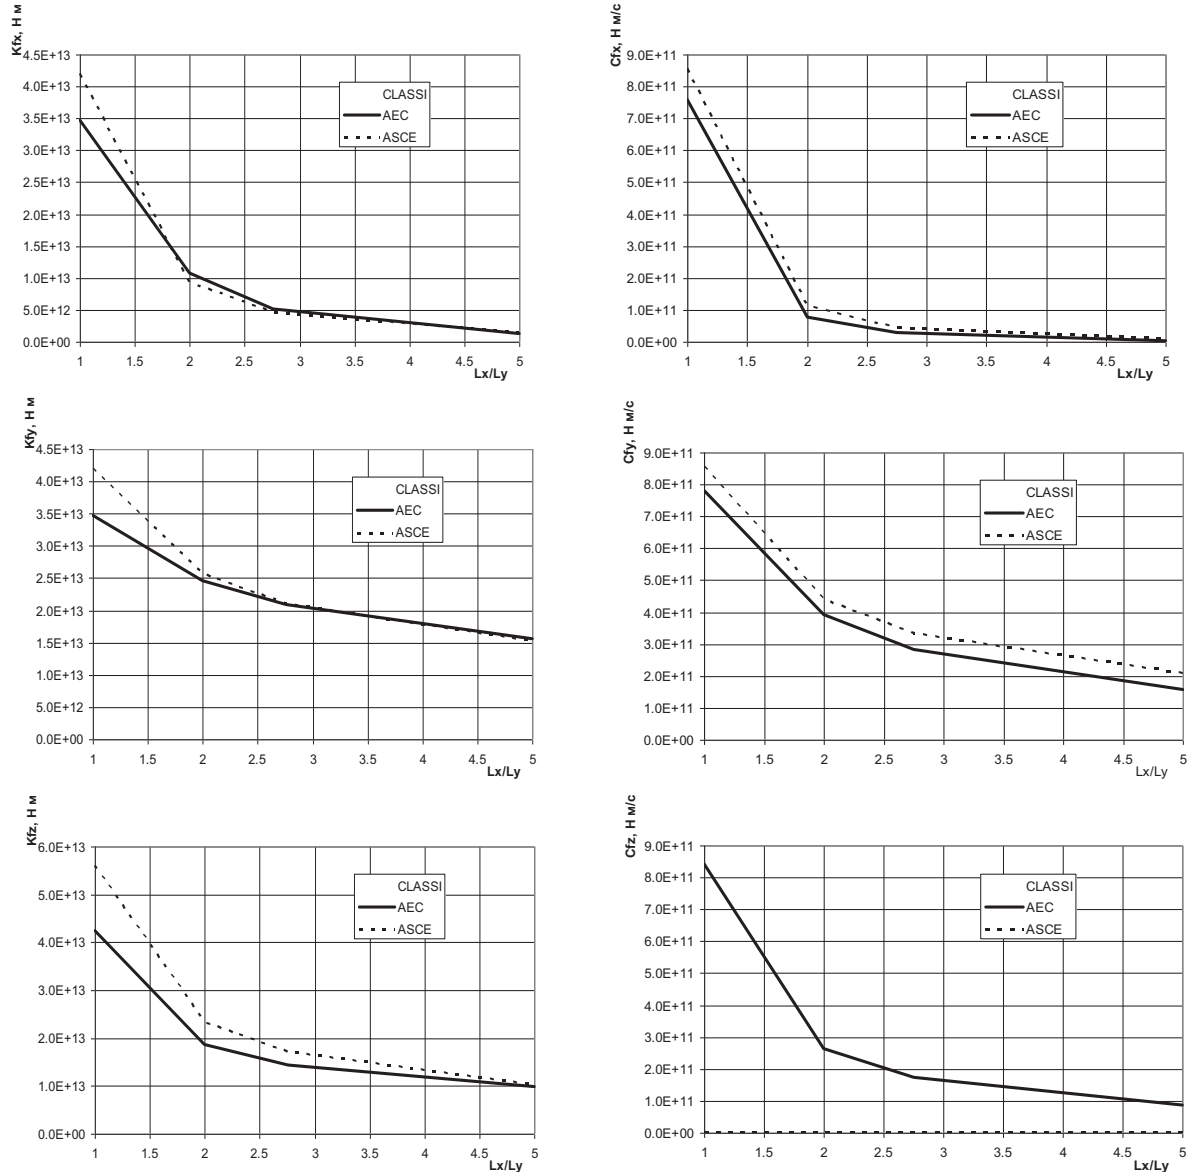 Kfx, Н м
4.5E+13
4.0E+13
3.5E+13
3.0E+13
2.5E+13
2.0E+13
1.5E+13
1.0E+13
5.0E+12
0.0E+00
CLASSI
AEC
ASCE
1 1.5 2 2.5 3 3.5 4 4.5 5
Lx/Ly
Cfx, Н м/с
9.0E+11
8.0E+11
7.0E+11
6.0E+11
5.0E+11
4.0E+11
3.0E+11
2.0E+11
1.0E+11
0.0E+00
CLASSI
AEC
ASCE
1 1.5 2 2.5 3 3.5 4 4.5 5
Lx/Ly
Kfy, Н м
4.5E+13
4.0E+13
3.5E+13
3.0E+13
2.5E+13
2.0E+13
1.5E+13
1.0E+13
5.0E+12
0.0E+00
CLASSI
AEC
ASCE
1 1.5 2 2.5 3 3.5 4 4.5 5
Lx/Ly
Cfy, Н м/с
9.0E+11
8.0E+11
7.0E+11
6.0E+11
5.0E+11
4.0E+11
3.0E+11
2.0E+11
1.0E+11
0.0E+00
CLASSI
AEC
ASCE
1 1.5 2 2.5 3 3.5 4 4.5 5
Lx/Ly
Kfz, Н м
6.0E+13
5.0E+13
4.0E+13
3.0E+13
2.0E+13
1.0E+13
0.0E+00
CLASSI
AEC
ASCE
1 1.5 2 2.5 3 3.5 4 4.5 5
Lx/Ly
Cfz, Н м/с
9.0E+11
8.0E+11
7.0E+11
6.0E+11
5.0E+11
4.0E+11
3.0E+11
2.0E+11
1.0E+11
0.0E+00
CLASSI
AEC
ASCE
1 1.5 2 2.5 3 3.5 4 4.5 5
Lx/Ly